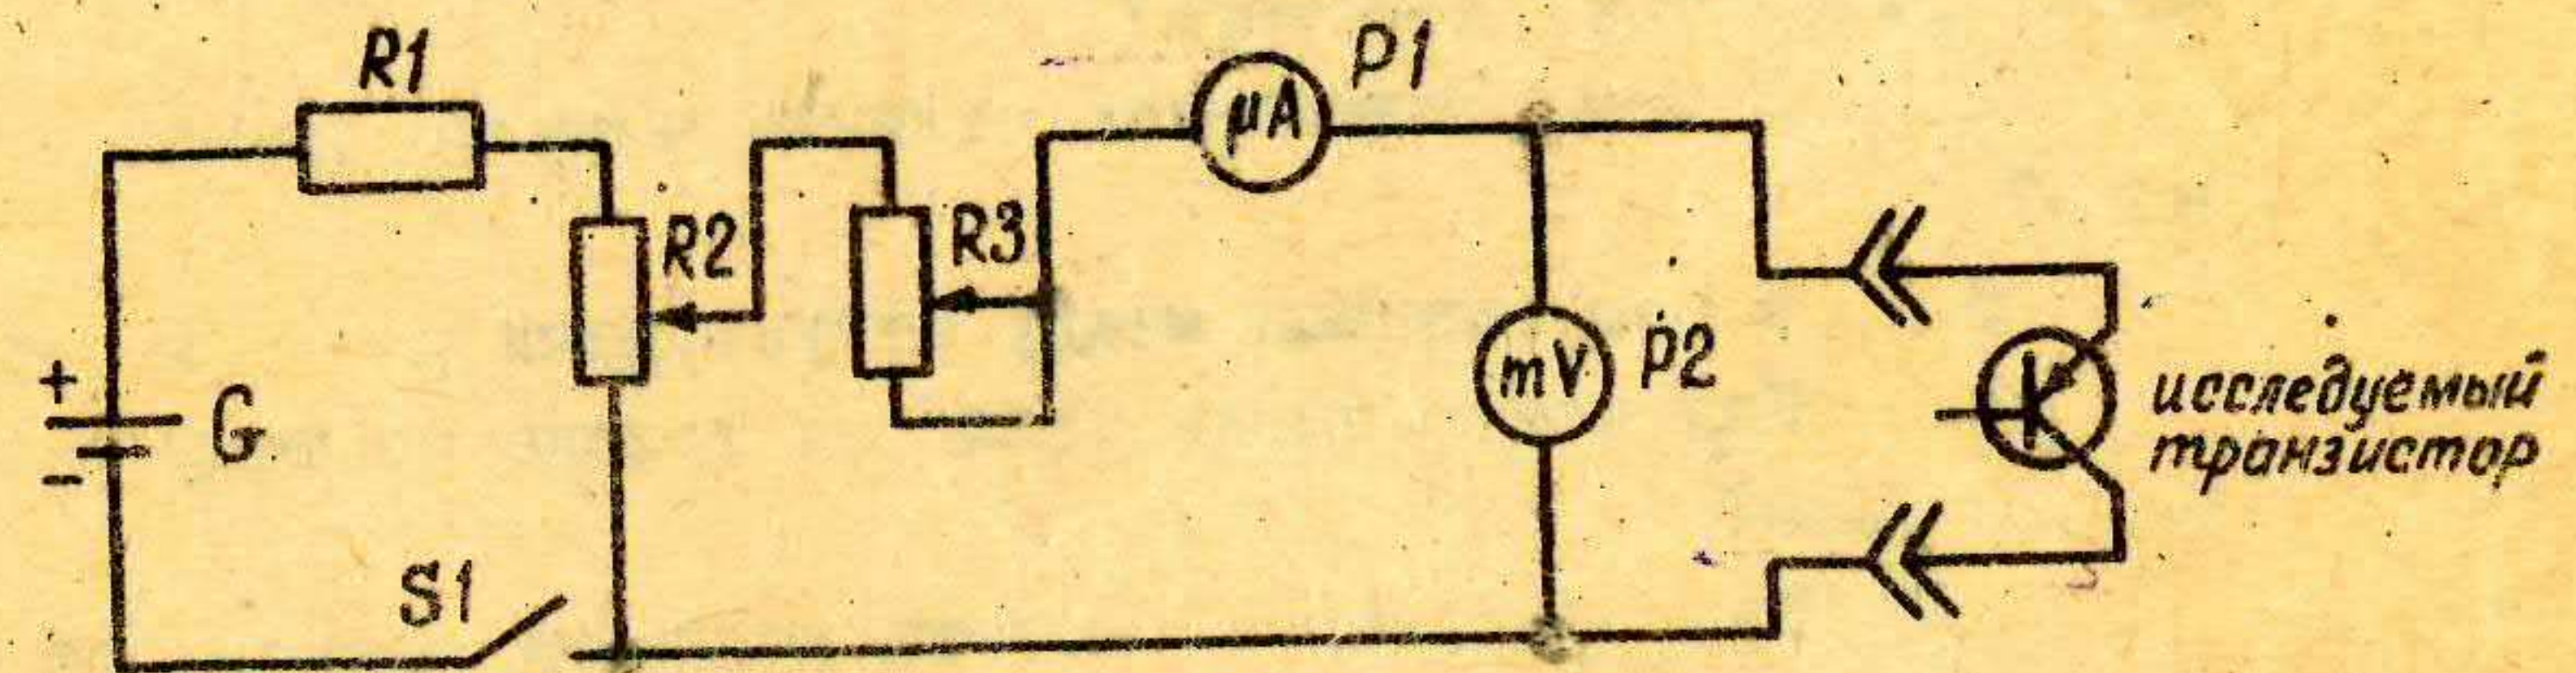 R1
P1
μA
R2
R3
+
G
-
mV
P2
исследуемый
транзистор
S1